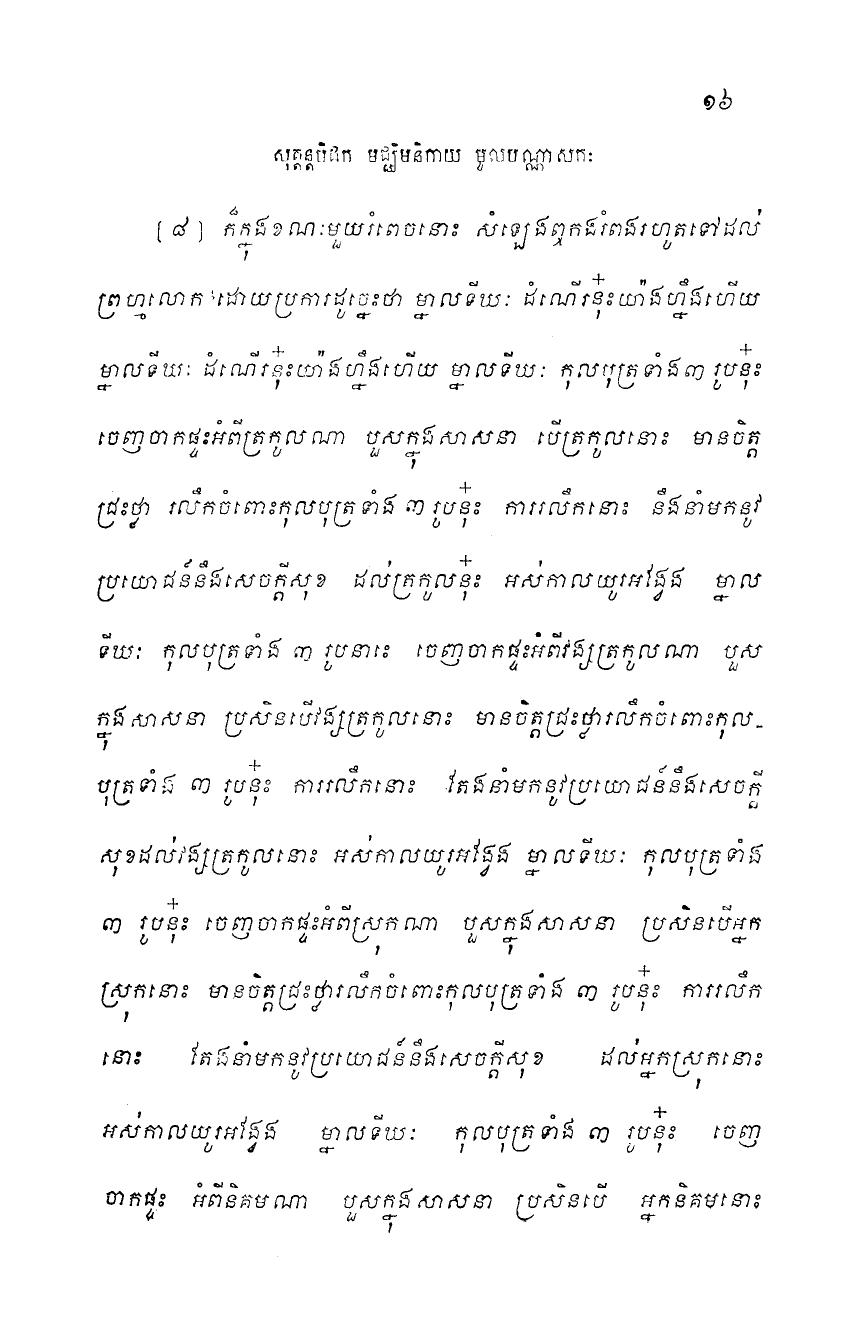 ១៦
សុត្តន្តបិដក មជ្ឈិមនិកាយ មូលបណ្ណាសកៈ
[ ៨ ] ក៏ក្នុងខណៈមួយរំពេចនោះ សំឡេងឮកងរំពងរហូតទៅដល់
ព្រហ្មលោក ដោយប្រការដូច្នេះថា ម្នាលទីឃៈ ដំណើរនុ៎ះយ៉ាងហ្នឹងហើយ
ម្នាលទីឃៈ ដំណើរនុ៎ះយ៉ាងហ្នឹងហើយ ម្នាលទីឃៈ កុលបុត្រទាំង៣ រូបនុ៎ះ
ចេញចាកផ្ទះអំពីត្រកូលណា បួសក្នុងសាសនា បើត្រកូលនោះ មានចិត្ត
ជ្រះថ្លា រលឹកចំពោះកុលបុត្រទាំង ៣ រូបនុ៎ះ ការរលឹកនោះ នឹងនាំមកនូវ
ប្រយោជន៍នឹងសេចក្តីសុខ ដល់ត្រកូលនុ៎ះ អស់កាលយូរអង្វែង ម្នាល
ទីឃៈ កុលបុត្រទាំង ៣ រូបនោះ ចេញចាកផ្ទះអំពីវង្សត្រកូលណា បួស
ក្នុងសាសនា ប្រសិនបើវង្សត្រកូលនោះ មានចិត្តជ្រះថ្លារលឹកចំពោះកុល-
បុត្រទាំង ៣ រូបនុ៎ះ ការរលឹកនោះ តែងនាំមកនូវប្រយោជន៍នឹងសេចក្តី
សុខដល់វង្សត្រកូលនោះ អស់កាលយូរអង្វែង ម្នាលទីឃៈ កុលបុត្រទាំង
៣ រូបនុ៎ះ ចេញចាកផ្ទះអំពីស្រុកណា បួសក្នុងសាសនា ប្រសិនបើអ្នក
ស្រុកនោះ មានចិត្តជ្រះថ្លារលឹកចំពោះកុលបុត្រទាំង ៣ រូបនុ៎ះ ការរលឹក
នោះ តែងនាំមកនូវប្រយោជន៍នឹងសេចក្តីសុខ ដល់អ្នកស្រុកនោះ
អស់កាលយូរអង្វែង ម្នាលទីឃៈ កុលបុត្រទាំង ៣ រូបនុ៎ះ ចេញ
ចាកផ្ទះ អំពីនិគមណា បួសក្នុងសាសនា ប្រសិនបើ អ្នកនិគមនោះ